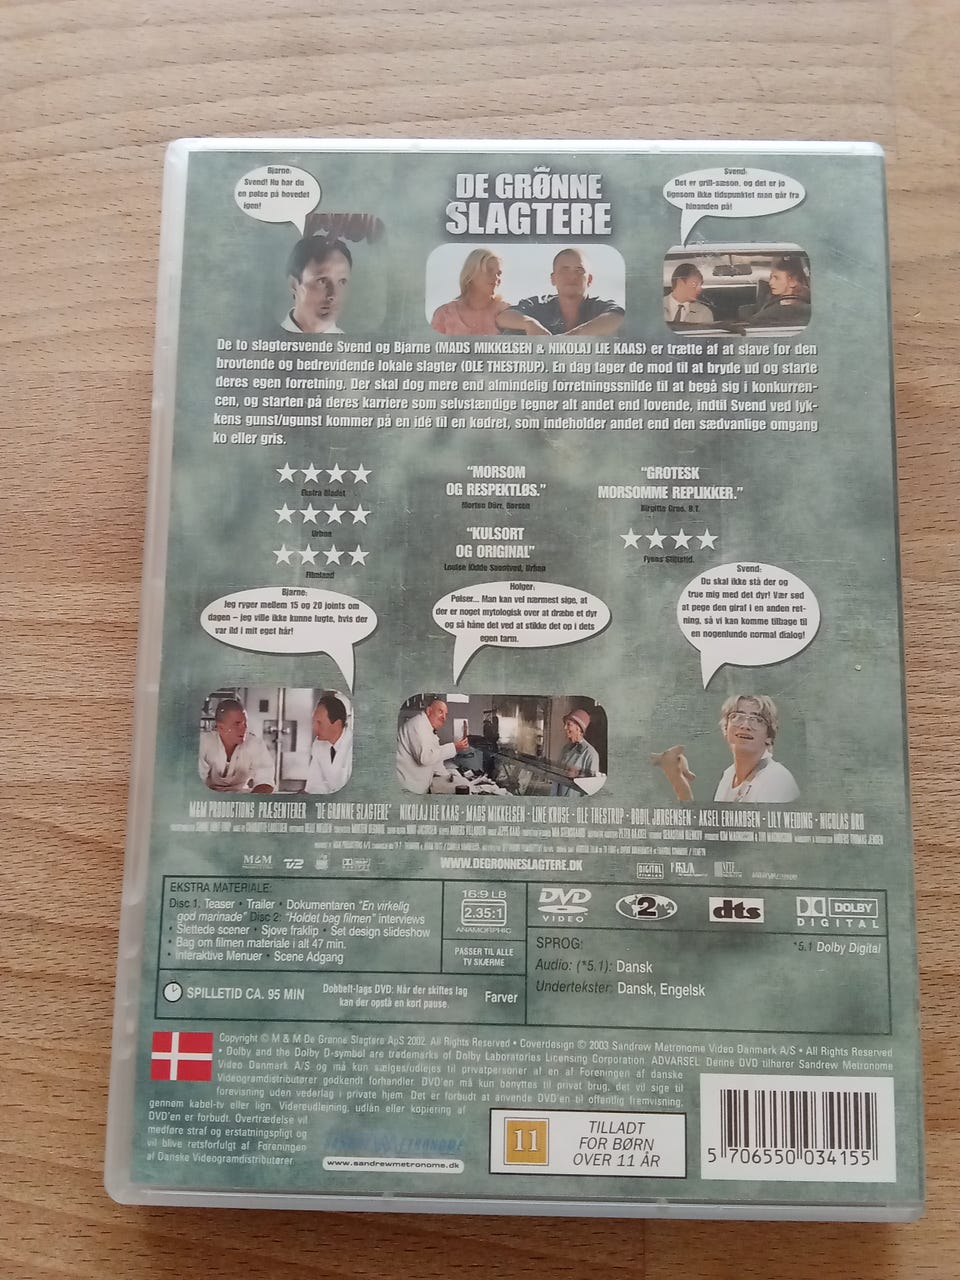 Bjarne:
Svend! Nu har du
en pølse på hovedet
igen!
DE GRØNNE
SLAGTERE
Svend:
Det er grill-sæson, og det er jo
ligesom ikke tidspunktet man går fra
hinanden på!
De to slagtersvende Svend og Bjarne (MADS MIKKELSEN & NIKOLAJ LIE KAAS) er trætte af at slave for den
brovtende og bedrevidende lokale slagter (OLE THESTRUP). En dag tager de mod til at bryde ud og starte
deres egen forretning. Der skal dog mere end almindelig forretningssnilde til at begå sig i konkurren-
cen, og starten på deres karriere som selvstændige tegner alt andet end lovende, indtil Svend ved lyk-
kens gunst/ugunst kommer på en idé til en kødret, som indeholder andet end den sædvanlige omgang
ko eller gris.
Ekstra Bladet
Urban
Filmland
"MORSOM
OG RESPEKTLØS."
Morten Dürr, Børsen
"KULSORT
OG ORIGINAL"
Louise Kidde Sauntved, Urban
"GROTESK
MORSOMME REPLIKKER."
Birgitte Grue, B.T.
Fyens Stiftstid.
Bjarne:
Jeg ryger mellem 15 og 20 joints om
dagen – jeg ville ikke kunne lugte, hvis der
var ild i mit eget hår!
Holger:
Pølser... Man kan vel nærmest sige, at
der er noget mytologisk over at dræbe et dyr
og så håne det ved at stikke det op i dets
egen tarm.
Svend:
Du skal ikke stå der og
true mig med det dyr! Vær sød
at pege den giraf i en anden ret-
ning, så vi kan komme tilbage til
en nogenlunde normal dialog!
M&M PRODUCTIONS PRÆSENTERER "DE GRØNNE SLAGTERE" NIKOLAJ LIE KAAS - MADS MIKKELSEN - LINE KRUSE - OLE THESTRUP - BODIL JØRGENSEN - AKSEL ERHARDSEN - LILY WEIDING - NICOLAS BRO
M&M
TV2
WWW.DEGRONNESLAGTERE.DK
DIGITAL
EKSTRA MATERIALE:
Disc 1. Teaser • Trailer • Dokumentaren "En virkelig
god marinade" Disc 2: "Holdet bag filmen" interviews
• Slettede scener • Sjove fraklip • Set design slideshow
• Bag om filmen materiale i alt 47 min.
• Interaktive Menuer • Scene Adgang
16:9 LB
2.35:1
ANAMORPHIC
PASSER TIL ALLE
TV SKÆRME
DVD
VIDEO
2
dts
DOLBY
DIGITAL
SPROG:
*5.1 Dolby Digital
Audio: (*5.1): Dansk
Undertekster: Dansk, Engelsk
SPILLETID CA. 95 MIN
Dobbelt-lags DVD: Når der skiftes lag
kan der opstå en kort pause.
Farver
Copyright © M & M De Grønne Slagtere ApS 2002. All Rights Reserved • Coverdesign © 2003 Sandrew Metronome Video Danmark A/S • All Rights Reserved
• Dolby and the Dolby D-symbol are trademarks of Dolby Laboratories Licensing Corporation. ADVARSEL: Denne DVD tilhører Sandrew Metronome
Video Danmark A/S og må kun sælges/udlejes til privatpersoner af en af Foreningen af danske
Videogramdistributører godkendt forhandler. DVD'en må kun benyttes til privat brug, det vil sige til
forevisning uden vederlag i private hjem. Det er forbudt at anvende DVD'en til offentlig fremvisning,
gennem kabel-tv eller lign. Videreudlejning, udlån eller kopiering af
DVD'en er forbudt. Overtrædelse vil
medføre straf og erstatningspligt og
vil blive retsforfulgt af Foreningen
af Danske Videogramdistributører.
www.sandrewmetronome.dk
11
TILLADT
FOR BØRN
OVER 11 ÅR
5 706550 034155